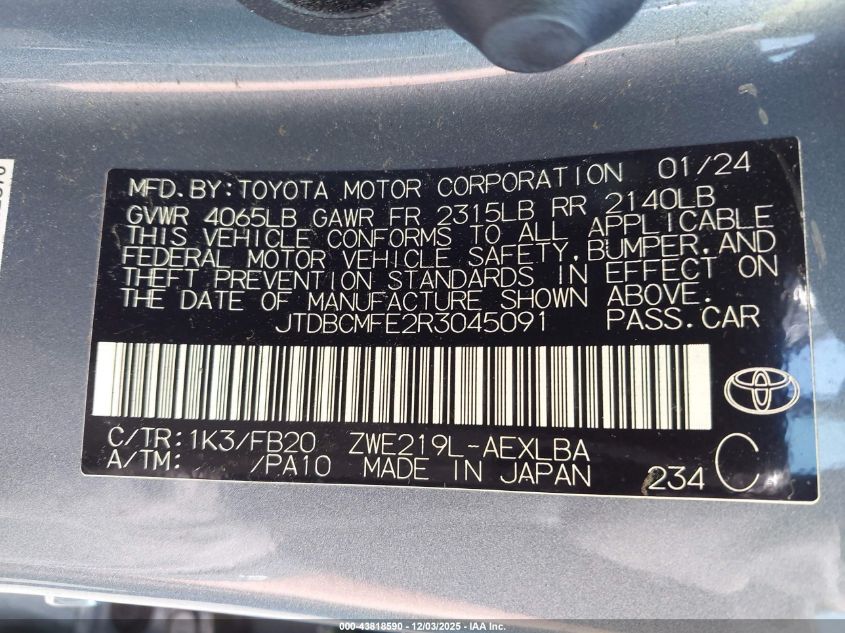 MFD.BY:TOYOTA MOTOR CORPORATION 01/24
GVWR 4065LB GAWR FR 2315LB RR 2140LB
THIS VEHICLE CONFORMS TO ALL APPLICABLE
FEDERAL MOTOR VEHICLE SAFETY,BUMPER,AND
THEFT PREVENTION STANDARDS IN EFFECT ON
THE DATE OF MANUFACTURE SHOWN ABOVE.
JTDBCMFE2R3045091 PASS.CAR
C/TR:1K3/FB20 ZWE219L-AEXLBA
A/TM: /PA10 MADE IN JAPAN 234 C
000-43818590 - 12/03/2025 - IAA Inc.